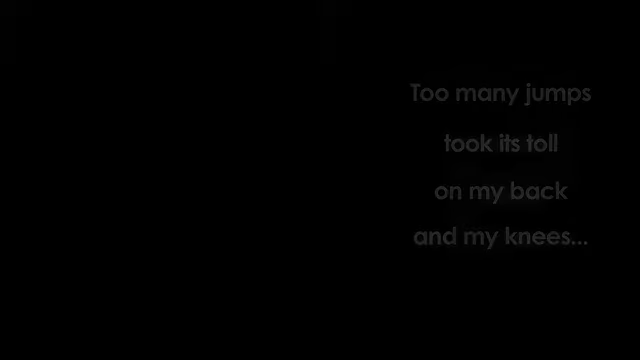 Too many jumps
took its toll
on my back
and my knees...